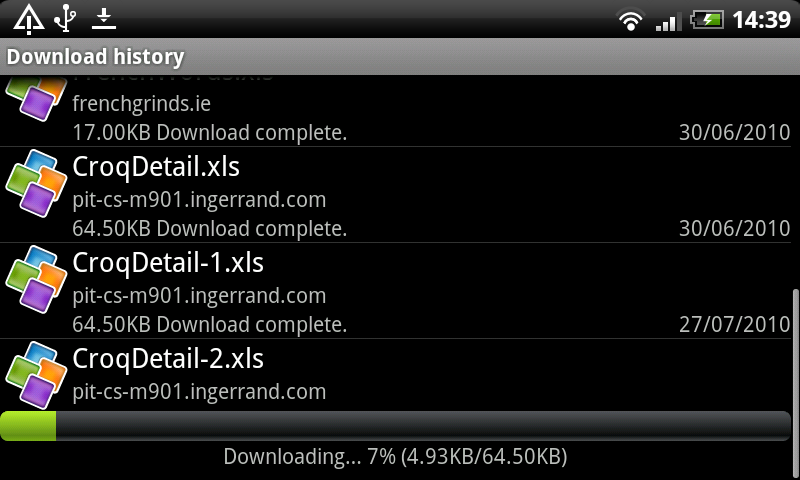 14:39
Download history
frenchgrinds.ie
17.00KB Download complete. 30/06/2010
CroqDetail.xls
pit-cs-m901.ingerrand.com
64.50KB Download complete. 30/06/2010
CroqDetail-1.xls
pit-cs-m901.ingerrand.com
64.50KB Download complete. 27/07/2010
CroqDetail-2.xls
pit-cs-m901.ingerrand.com
Downloading... 7% (4.93KB/64.50KB)